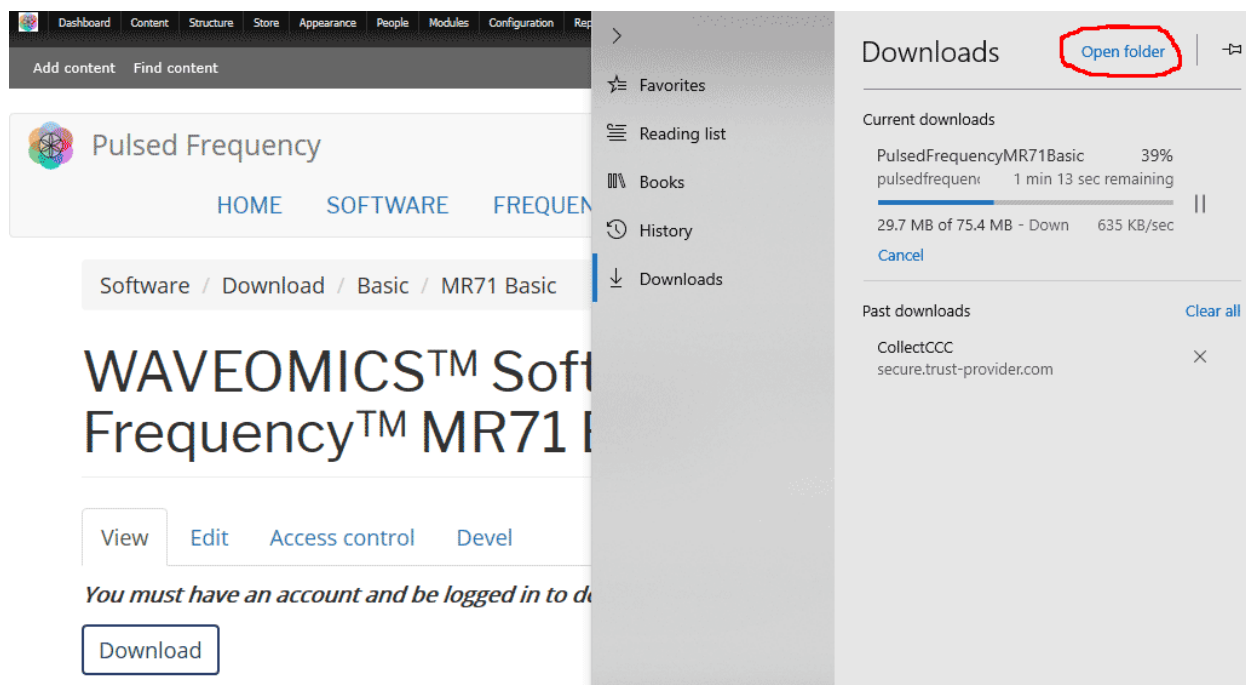 Dashboard Content Structure Store Appearance People Modules Configuration
Add content Find content
Pulsed Frequency
HOME SOFTWARE
Software / Download / Basic / MR71 Basic
WAVEOMICS™
Frequency™ MR71
View Edit Access control Devel
You must have an account and be logged in to
Download
Favorites
Reading list
Books
History
Downloads
Downloads Open folder
Current downloads
PulsedFrequencyMR71Basic 39%
1 min 13 sec remaining
29.7 MB of 75.4 MB - Down 635 KB/sec
Cancel
Past downloads Clear all
CollectCCC
secure.trust-provider.com